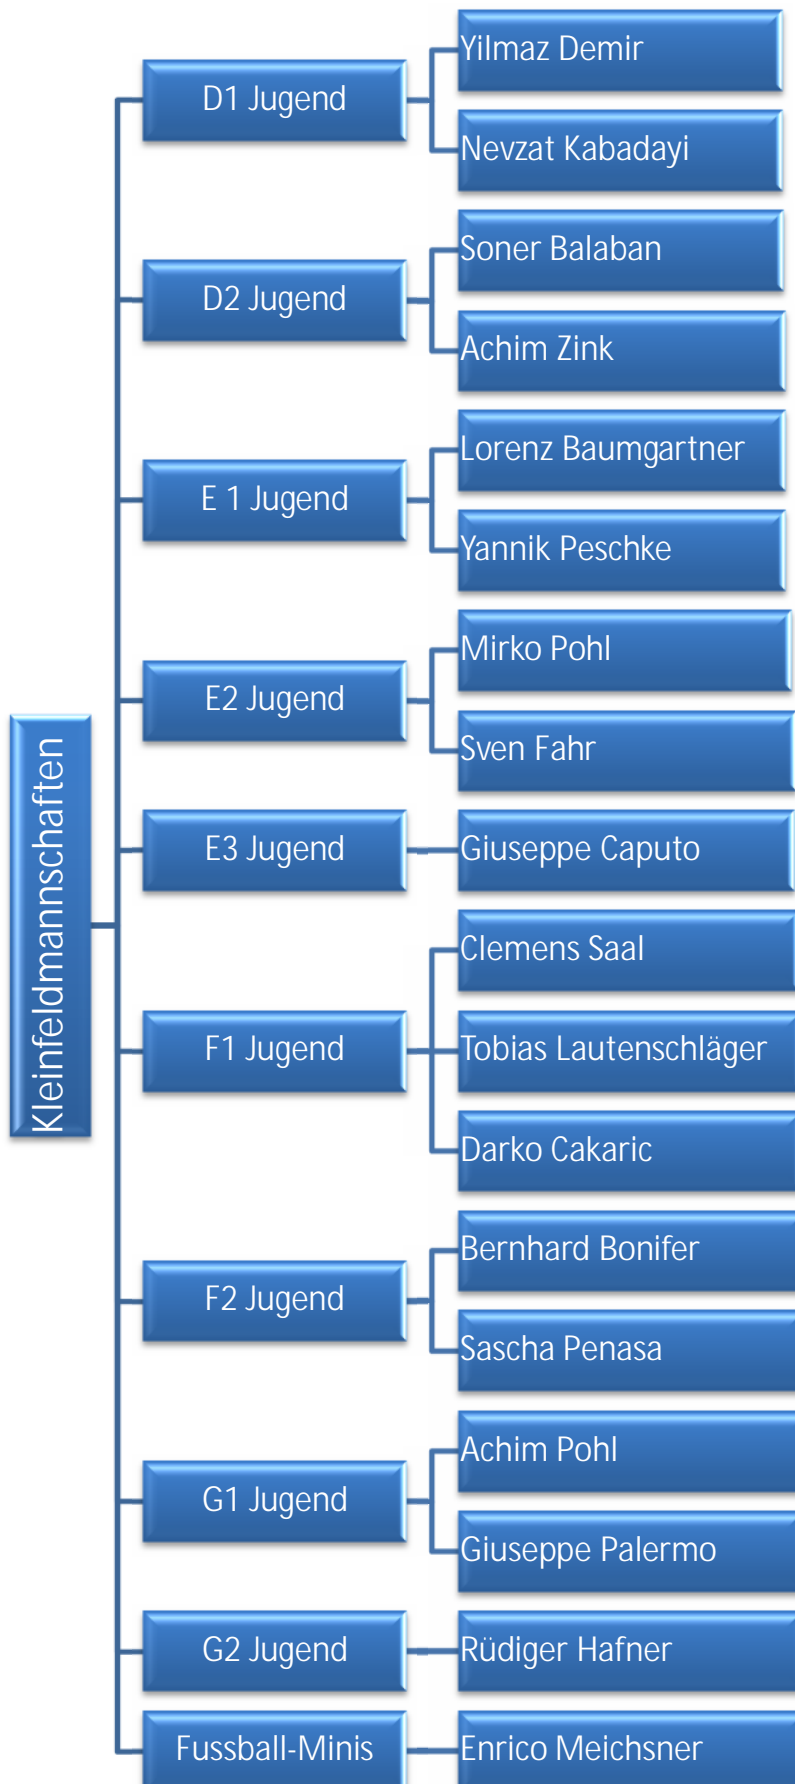 Kleinfeldmannschaften
D1 Jugend
Yilmaz Demir
Nevzat Kabadayi
D2 Jugend
Soner Balaban
Achim Zink
E 1 Jugend
Lorenz Baumgartner
Yannik Peschke
E2 Jugend
Mirko Pohl
Sven Fahr
E3 Jugend
Giuseppe Caputo
F1 Jugend
Clemens Saal
Tobias Lautenschläger
Darko Cakaric
F2 Jugend
Bernhard Bonifer
Sascha Penasa
G1 Jugend
Achim Pohl
Giuseppe Palermo
G2 Jugend
Rüdiger Hafner
Fussball-Minis
Enrico Meichsner